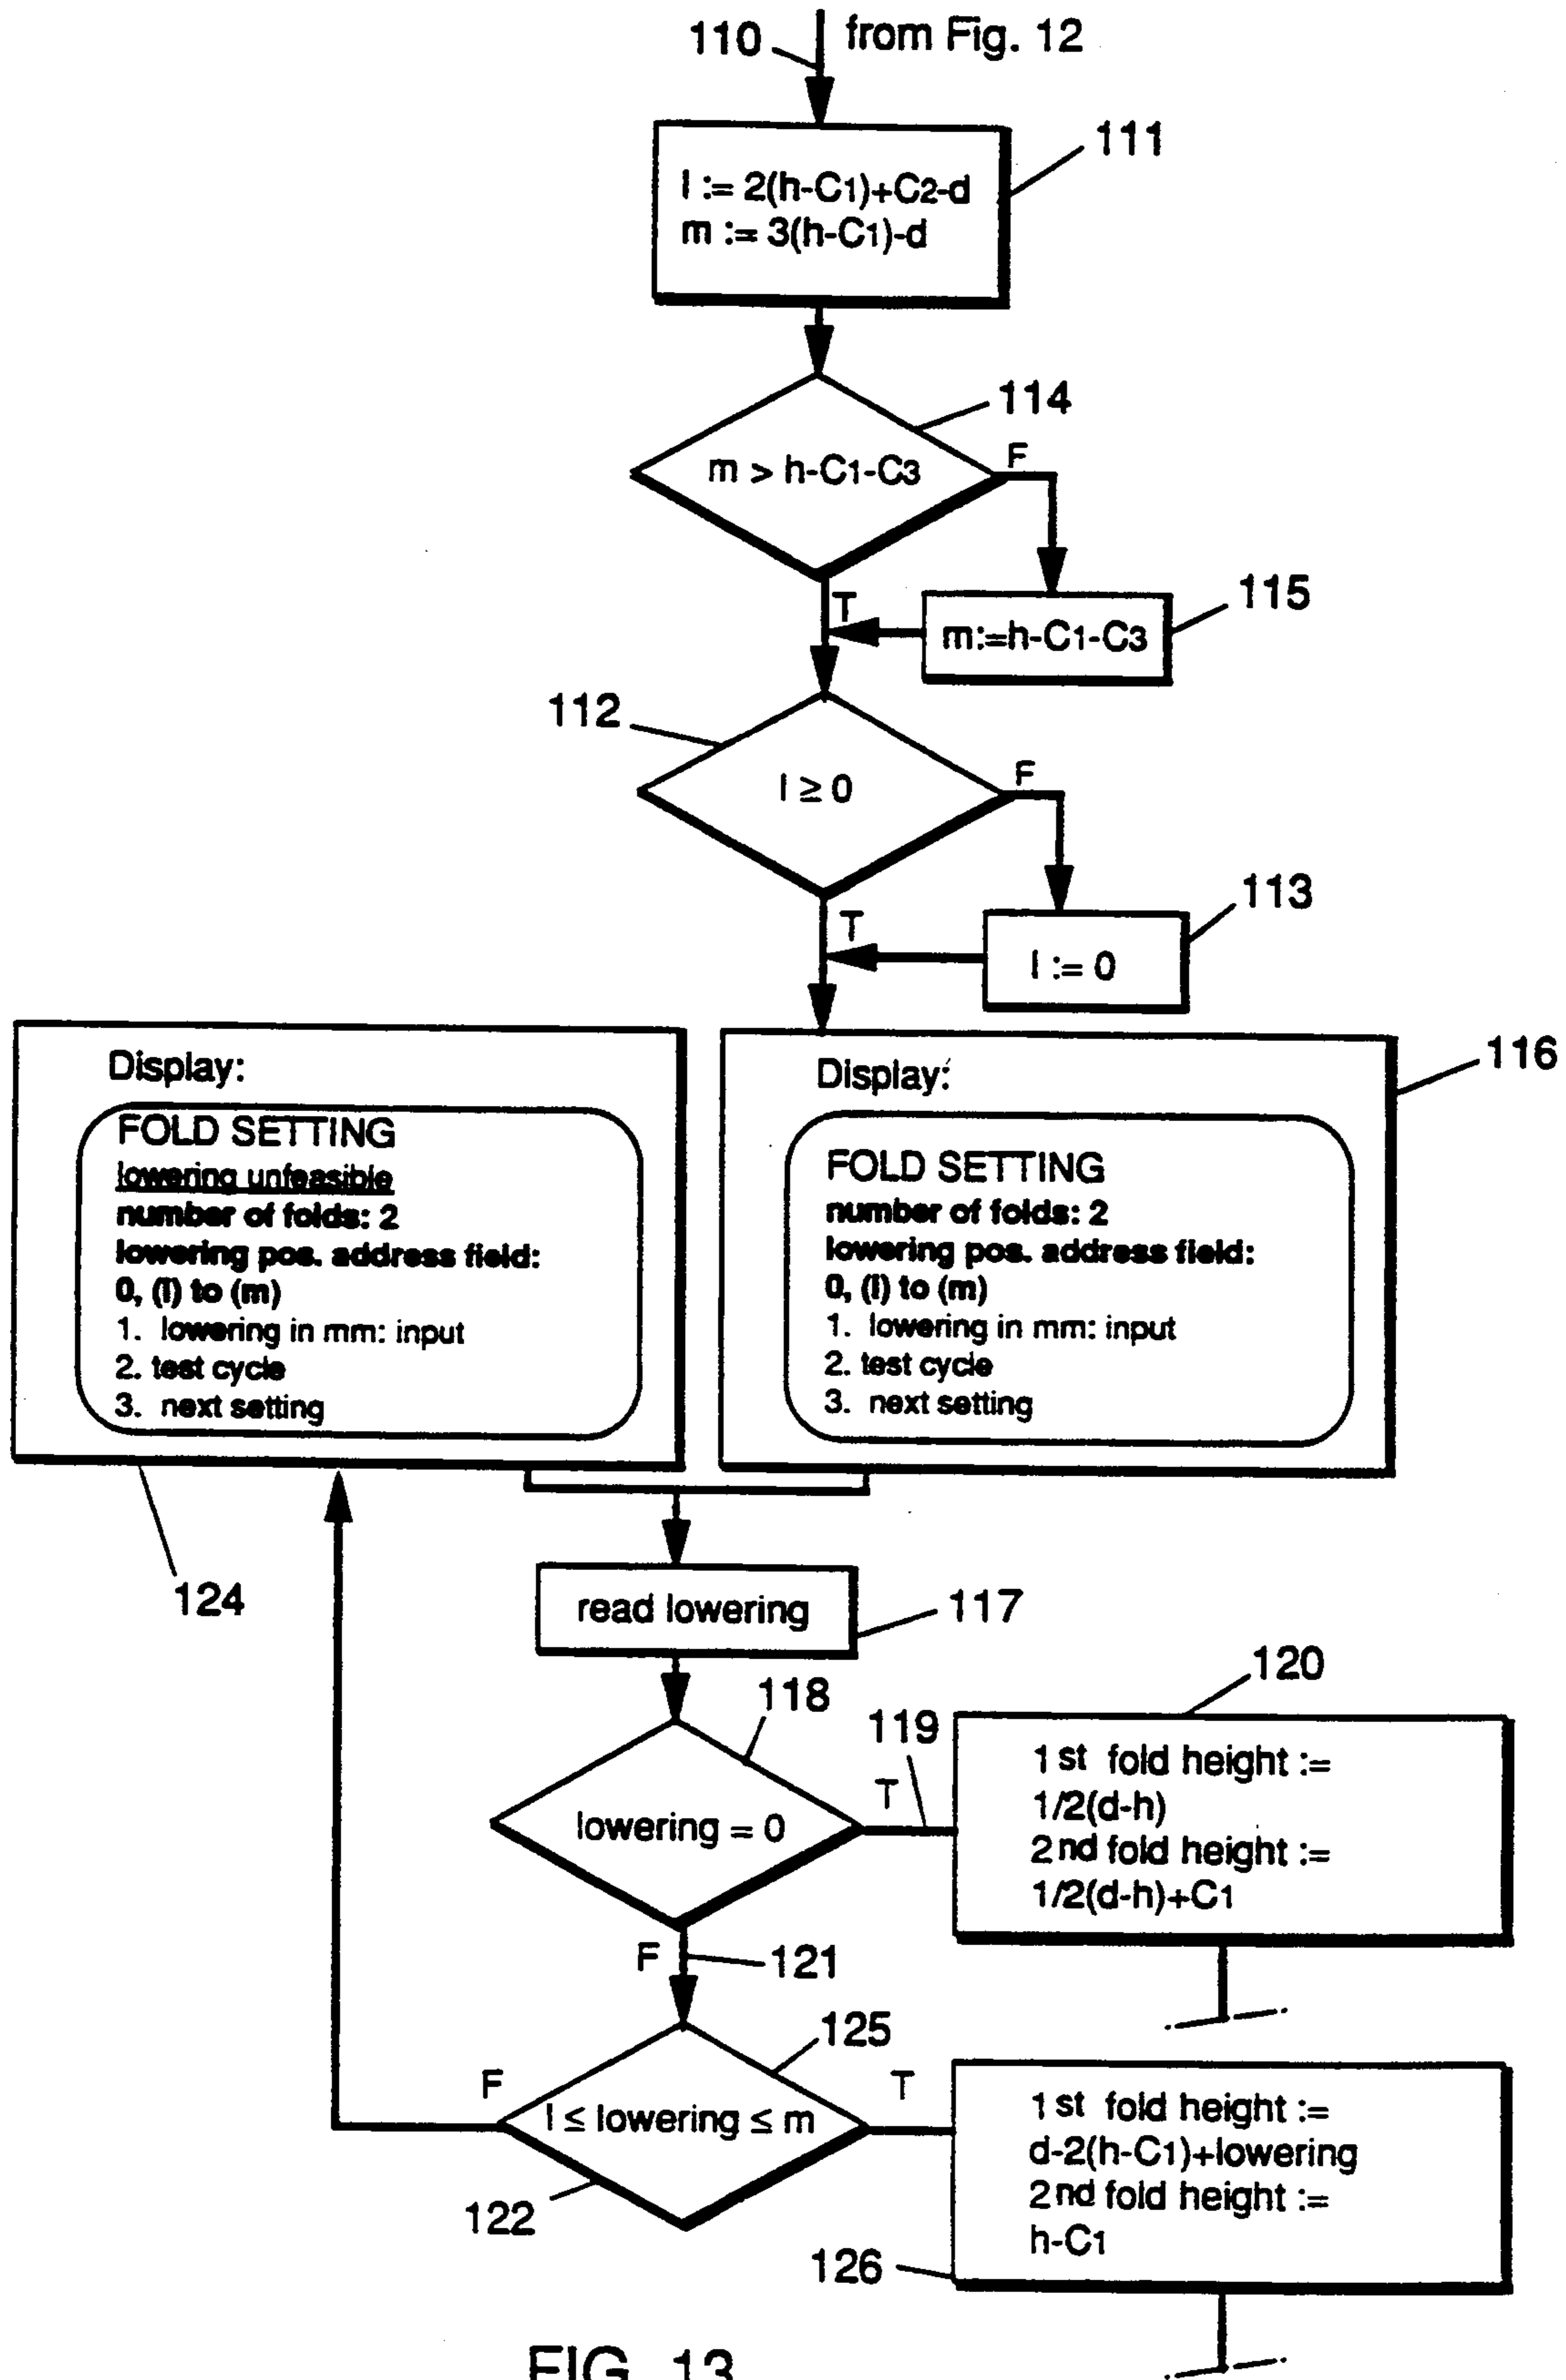 110
from Fig. 12
111
l := 2(h-C1)+C2-d
m := 3(h-C1)-d
114
m > h-C1-C3
F
T
115
m:=h-C1-C3
112
l ≥ 0
F
T
113
l := 0
Display:
FOLD SETTING
lowering unfeasible
number of folds: 2
lowering pos. address field:
0, (l) to (m)
1. lowering in mm: input
2. test cycle
3. next setting
124
Display:
116
FOLD SETTING
number of folds: 2
lowering pos. address field:
0, (l) to (m)
1. lowering in mm: input
2. test cycle
3. next setting
read lowering
117
118
lowering = 0
119
T
120
1st fold height :=
1/2(d-h)
2nd fold height :=
1/2(d-h)+C1
F
121
125
F
l ≤ lowering ≤ m
T
122
1st fold height :=
d-2(h-C1)+lowering
2nd fold height :=
h-C1
126
FIG. 13